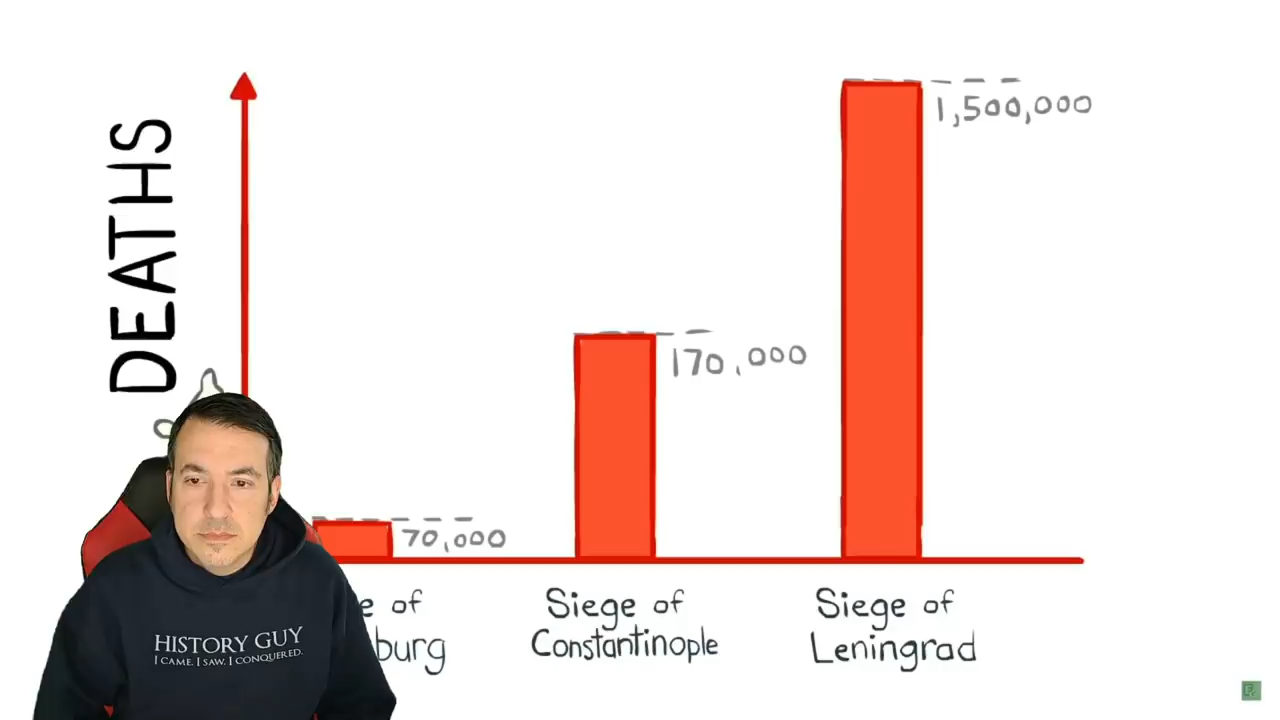 DEATHS
1,500,000
170,000
70,000
e of
burg
Siege of
Constantinople
Siege of
Leningrad
HISTORY GUY
I CAME. I SAW. I CONQUERED.